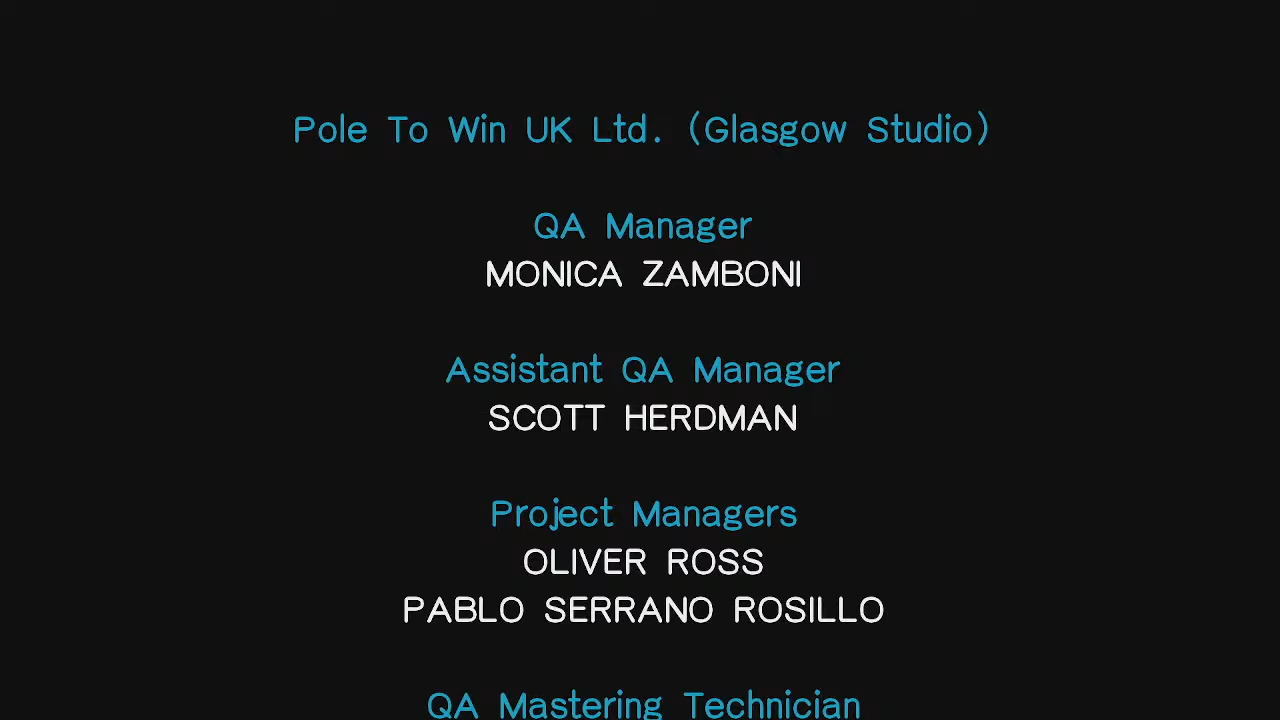 Pole To Win UK Ltd. (Glasgow Studio)
QA Manager
MONICA ZAMBONI
Assistant QA Manager
SCOTT HERDMAN
Project Managers
OLIVER ROSS
PABLO SERRANO ROSILLO
QA Mastering Technician